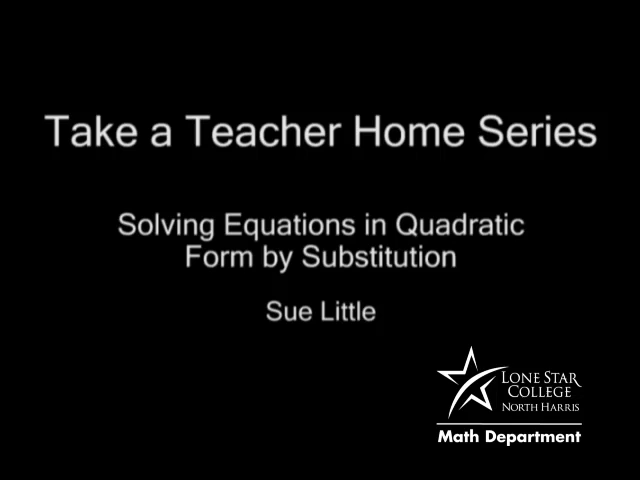 Take a Teacher Home Series
Solving Equations in Quadratic
Form by Substitution
Sue Little
LONE STAR
COLLEGE
NORTH HARRIS
Math Department